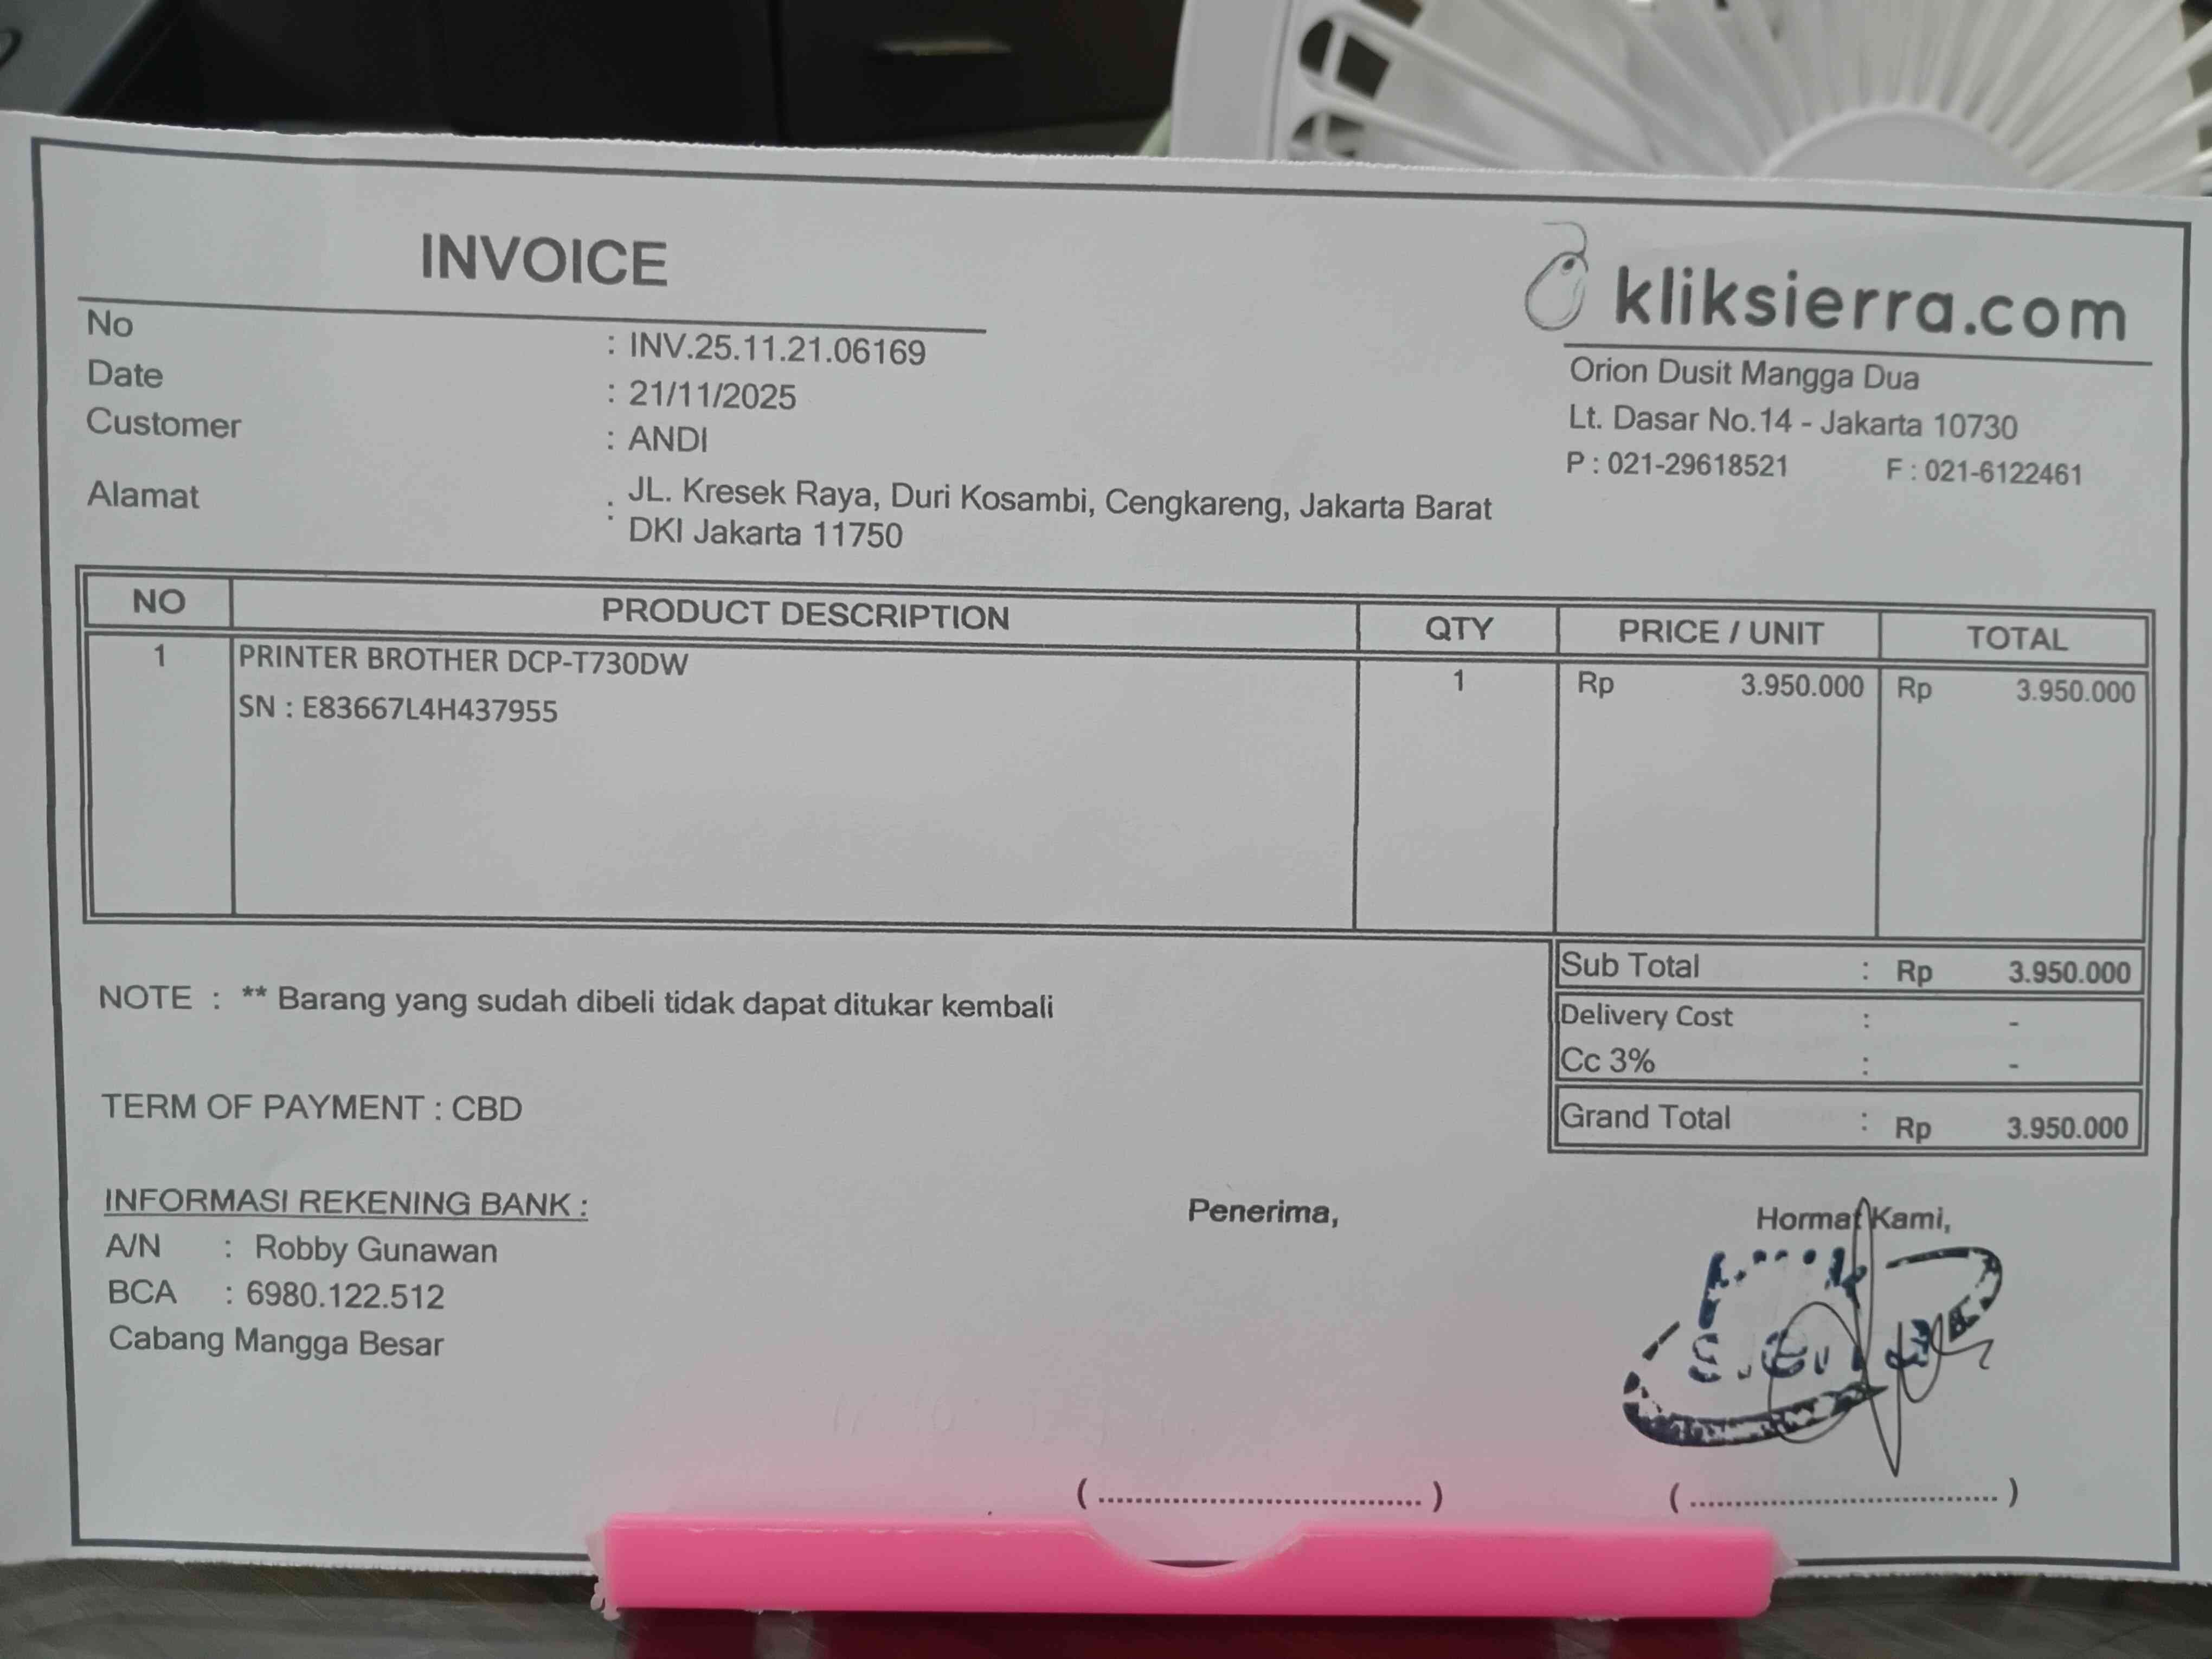 INVOICE
kliksierra.com
Orion Dusit Mangga Dua
Lt. Dasar No.14 - Jakarta 10730
P : 021-29618521 F : 021-6122461
No : INV.25.11.21.06169
Date : 21/11/2025
Customer : ANDI
Alamat : JL. Kresek Raya, Duri Kosambi, Cengkareng, Jakarta Barat
DKI Jakarta 11750
NO PRODUCT DESCRIPTION QTY PRICE / UNIT TOTAL
1 PRINTER BROTHER DCP-T730DW 1 Rp 3.950.000 Rp 3.950.000
SN : E83667L4H437955
Sub Total : Rp 3.950.000
Delivery Cost : -
Cc 3% : -
Grand Total : Rp 3.950.000
NOTE : ** Barang yang sudah dibeli tidak dapat ditukar kembali
TERM OF PAYMENT : CBD
INFORMASI REKENING BANK :
A/N : Robby Gunawan
BCA : 6980.122.512
Cabang Mangga Besar
Penerima,
Hormat Kami,
( ........................................ )
( ........................................ )